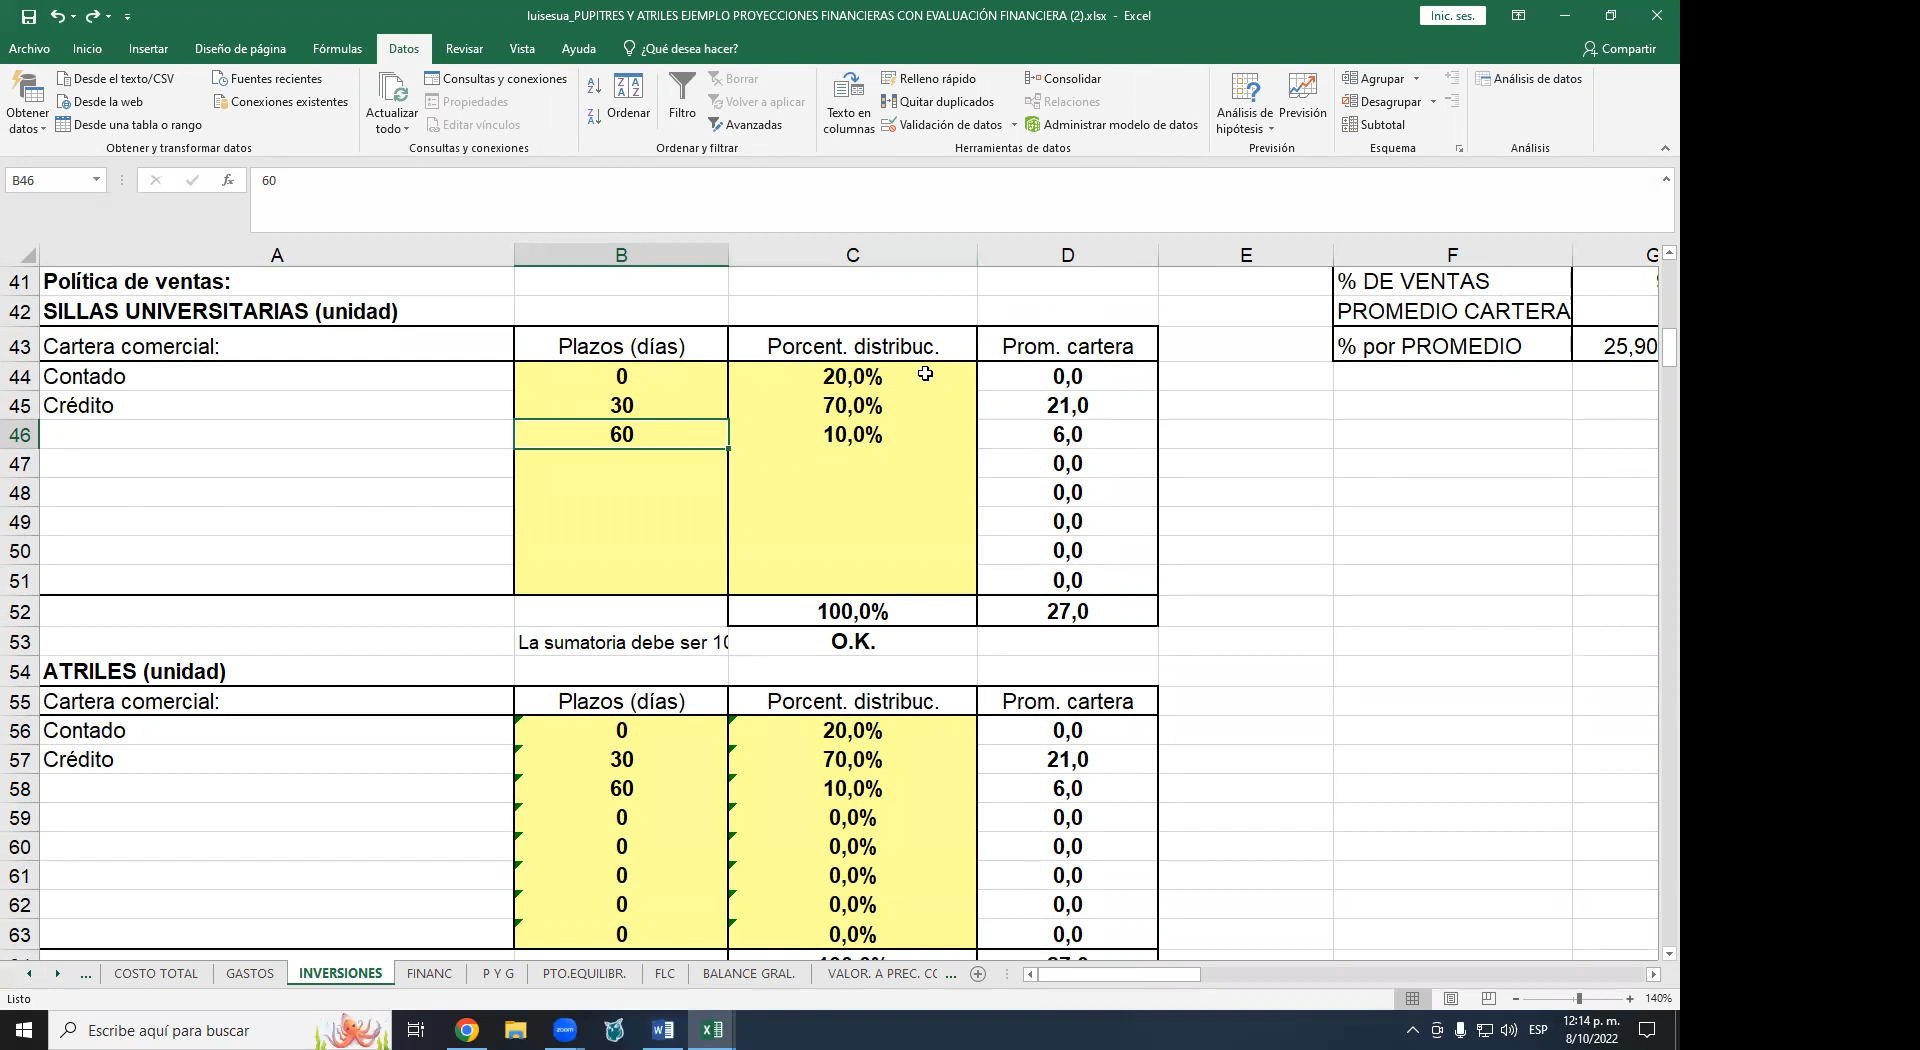 luisesua_PUPITRES Y ATRILES EJEMPLO PROYECCIONES FINANCIERAS CON EVALUACIÓN FINANCIERA (2).xlsx - Excel
Inic. ses.
Archivo Inicio Insertar Diseño de página Fórmulas Datos Revisar Vista Ayuda ¿Qué desea hacer? Compartir
Obtener datos
Desde el texto/CSV
Desde la web
Desde una tabla o rango
Fuentes recientes
Conexiones existentes
Obtener y transformar datos
Actualizar todo
Consultas y conexiones
Propiedades
Editar vínculos
Consultas y conexiones
Ordenar
Filtro
Borrar
Volver a aplicar
Avanzadas
Ordenar y filtrar
Texto en columnas
Relleno rápido
Quitar duplicados
Validación de datos
Consolidar
Relaciones
Administrar modelo de datos
Herramientas de datos
Análisis de hipótesis
Previsión
Previsión
Agrupar
Desagrupar
Subtotal
Esquema
Análisis de datos
Análisis
B46 fx 60
A B C D E F G
41 Política de ventas: % DE VENTAS
42 SILLAS UNIVERSITARIAS (unidad) PROMEDIO CARTERA
43 Cartera comercial: Plazos (días) Porcent. distribuc. Prom. cartera % por PROMEDIO 25,90
44 Contado 0 20,0% 0,0
45 Crédito 30 70,0% 21,0
46 60 10,0% 6,0
47 0,0
48 0,0
49 0,0
50 0,0
51 0,0
52 100,0% 27,0
53 La sumatoria debe ser 10 O.K.
54 ATRILES (unidad)
55 Cartera comercial: Plazos (días) Porcent. distribuc. Prom. cartera
56 Contado 0 20,0% 0,0
57 Crédito 30 70,0% 21,0
58 60 10,0% 6,0
59 0 0,0% 0,0
60 0 0,0% 0,0
61 0 0,0% 0,0
62 0 0,0% 0,0
63 0 0,0% 0,0
... COSTO TOTAL GASTOS INVERSIONES FINANC P Y G PTO.EQUILIBR. FLC BALANCE GRAL. VALOR. A PREC. CC ...
Listo 140%
Escribe aquí para buscar
zoom
ESP
12:14 p. m.
8/10/2022